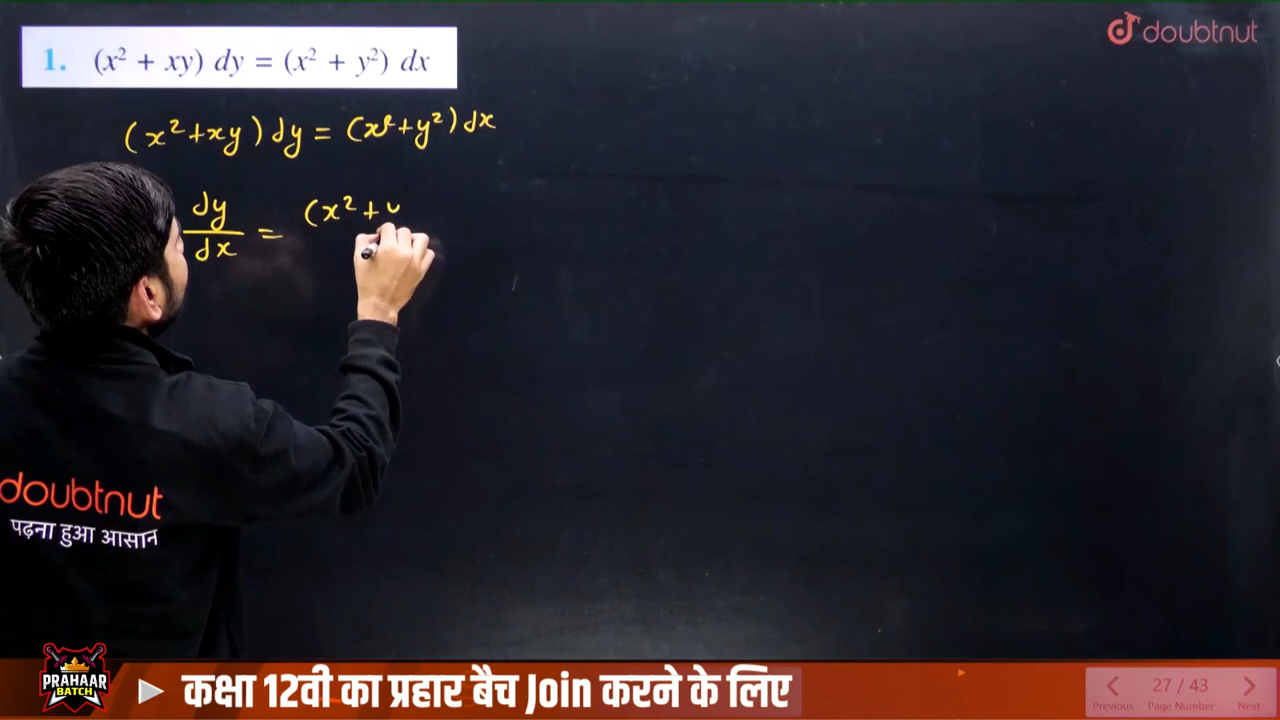 doubtnut
1. (x² + xy) dy = (x² + y²) dx
(x²+xy) dy = (x²+y²) dx
dy/dx = (x²+y
doubtnut
पढ़ना हुआ आसान
PRAHAAR
BATCH
कक्षा 12वी का प्रहार बैच Join करने के लिए
27 / 43
Previous Page Number Next